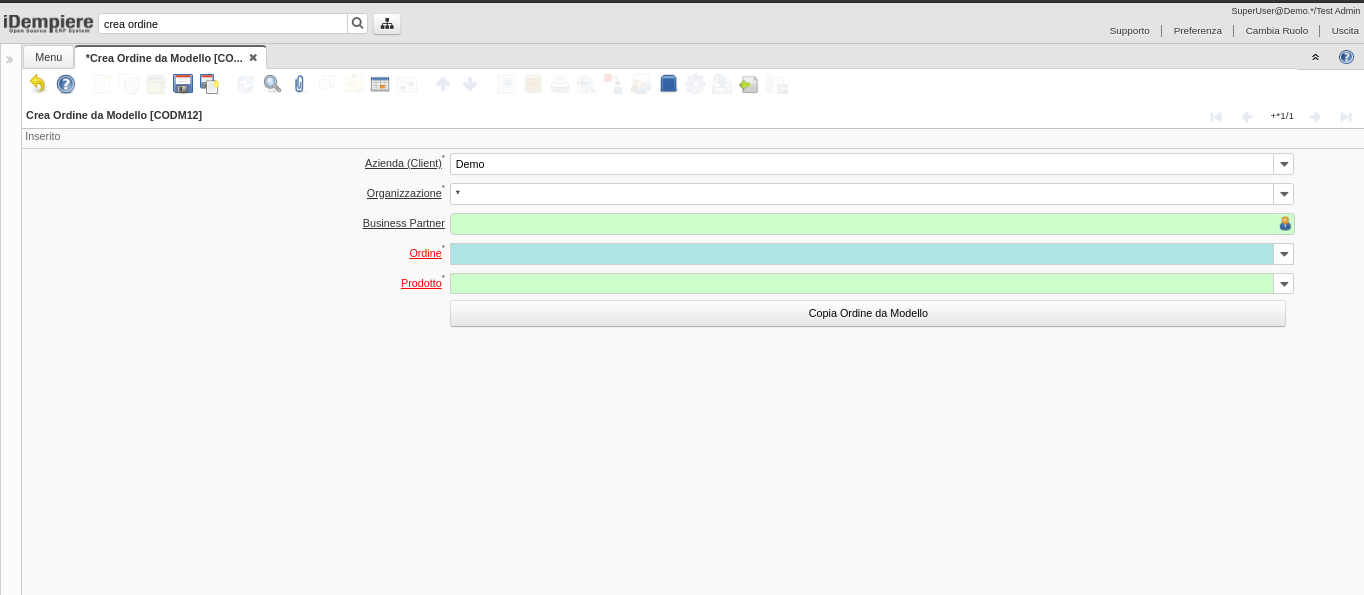 SuperUser@Demo.*/Test Admin
iDempiere
Open Source ERP System
crea ordine
Supporto
Preferenza
Cambia Ruolo
Uscita
Menu
*Crea Ordine da Modello [CO...
Crea Ordine da Modello [CODM12]
+*1/1
Inserito
Azienda (Client)*
Demo
Organizzazione*
*
Business Partner
Ordine*
Prodotto*
Copia Ordine da Modello